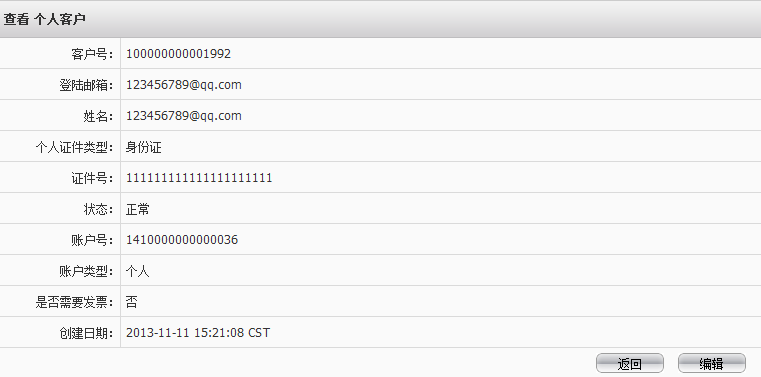 查看 个人客户
客户号： 100000000001992
登陆邮箱： 123456789@qq.com
姓名： 123456789@qq.com
个人证件类型： 身份证
证件号： 111111111111111111111
状态： 正常
账户号： 1410000000000036
账户类型： 个人
是否需要发票： 否
创建日期： 2013-11-11 15:21:08 CST
返回 编辑